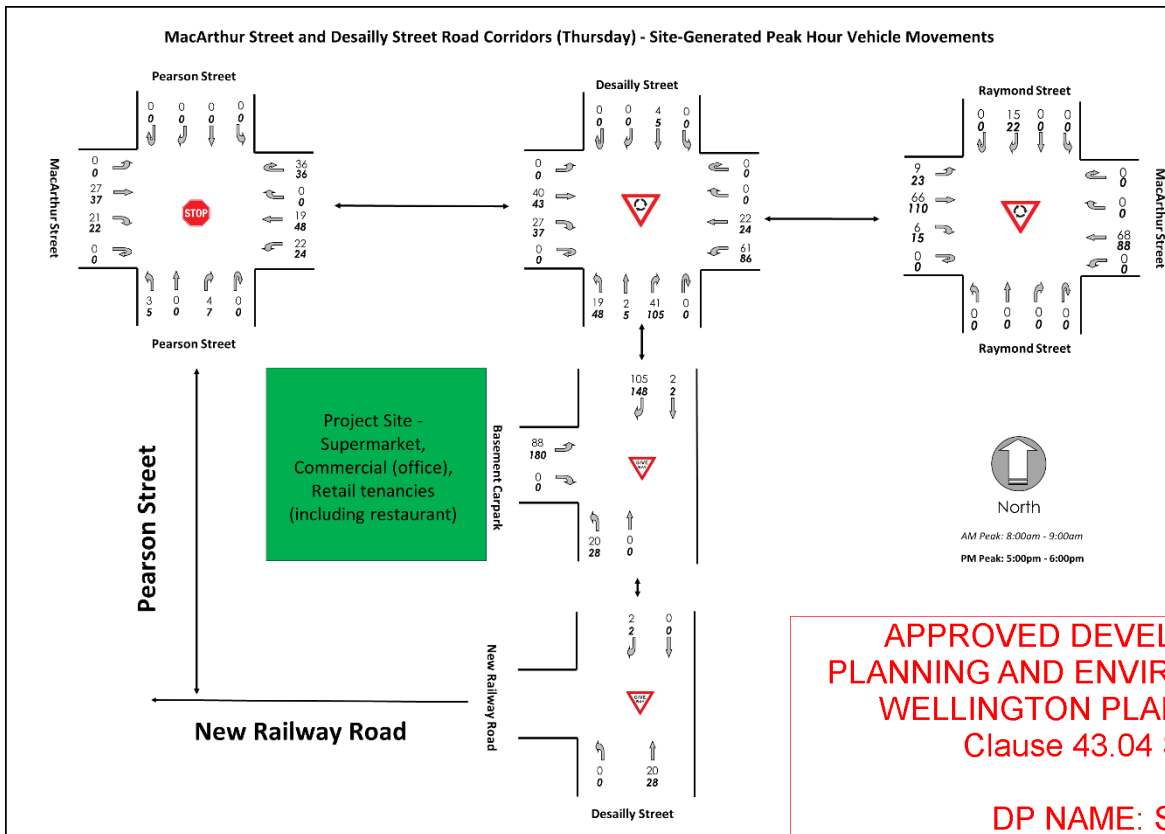 MacArthur Street and Desailly Street Road Corridors (Thursday) - Site-Generated Peak Hour Vehicle Movements
Pearson Street
Desailly Street
Raymond Street
0 0 0 0
0 0 0 0
0 0 4 0
0 0 5 0
0 15 0 0
0 22 0 0
MacArthur Street
0
0
27
37
21
22
0
0
STOP
36
36
0
0
19
48
22
24
0
0
40
43
27
37
0
0
0
0
0
0
22
24
61
86
9
23
66
110
6
15
0
0
0
0
0
0
68
88
0
0
MacArthur Street
3 0 4 0
5 0 7 0
19 2 41 0
48 5 105 0
0 0 0 0
0 0 0 0
Pearson Street
Raymond Street
Pearson Street
Project Site -
Supermarket,
Commercial (office),
Retail tenancies
(including restaurant)
Basement Carpark
105 2
148 2
88
180
0
0
GIVE
WAY
20 0
28 0
North
AM Peak: 8:00am - 9:00am
PM Peak: 5:00pm - 6:00pm
New Railway Road
New Railway Road
2 0
2 0
GIVE
WAY
0 20
0 28
Desailly Street
APPROVED DEVEL
PLANNING AND ENVIR
WELLINGTON PLA
Clause 43.04
DP NAME: S